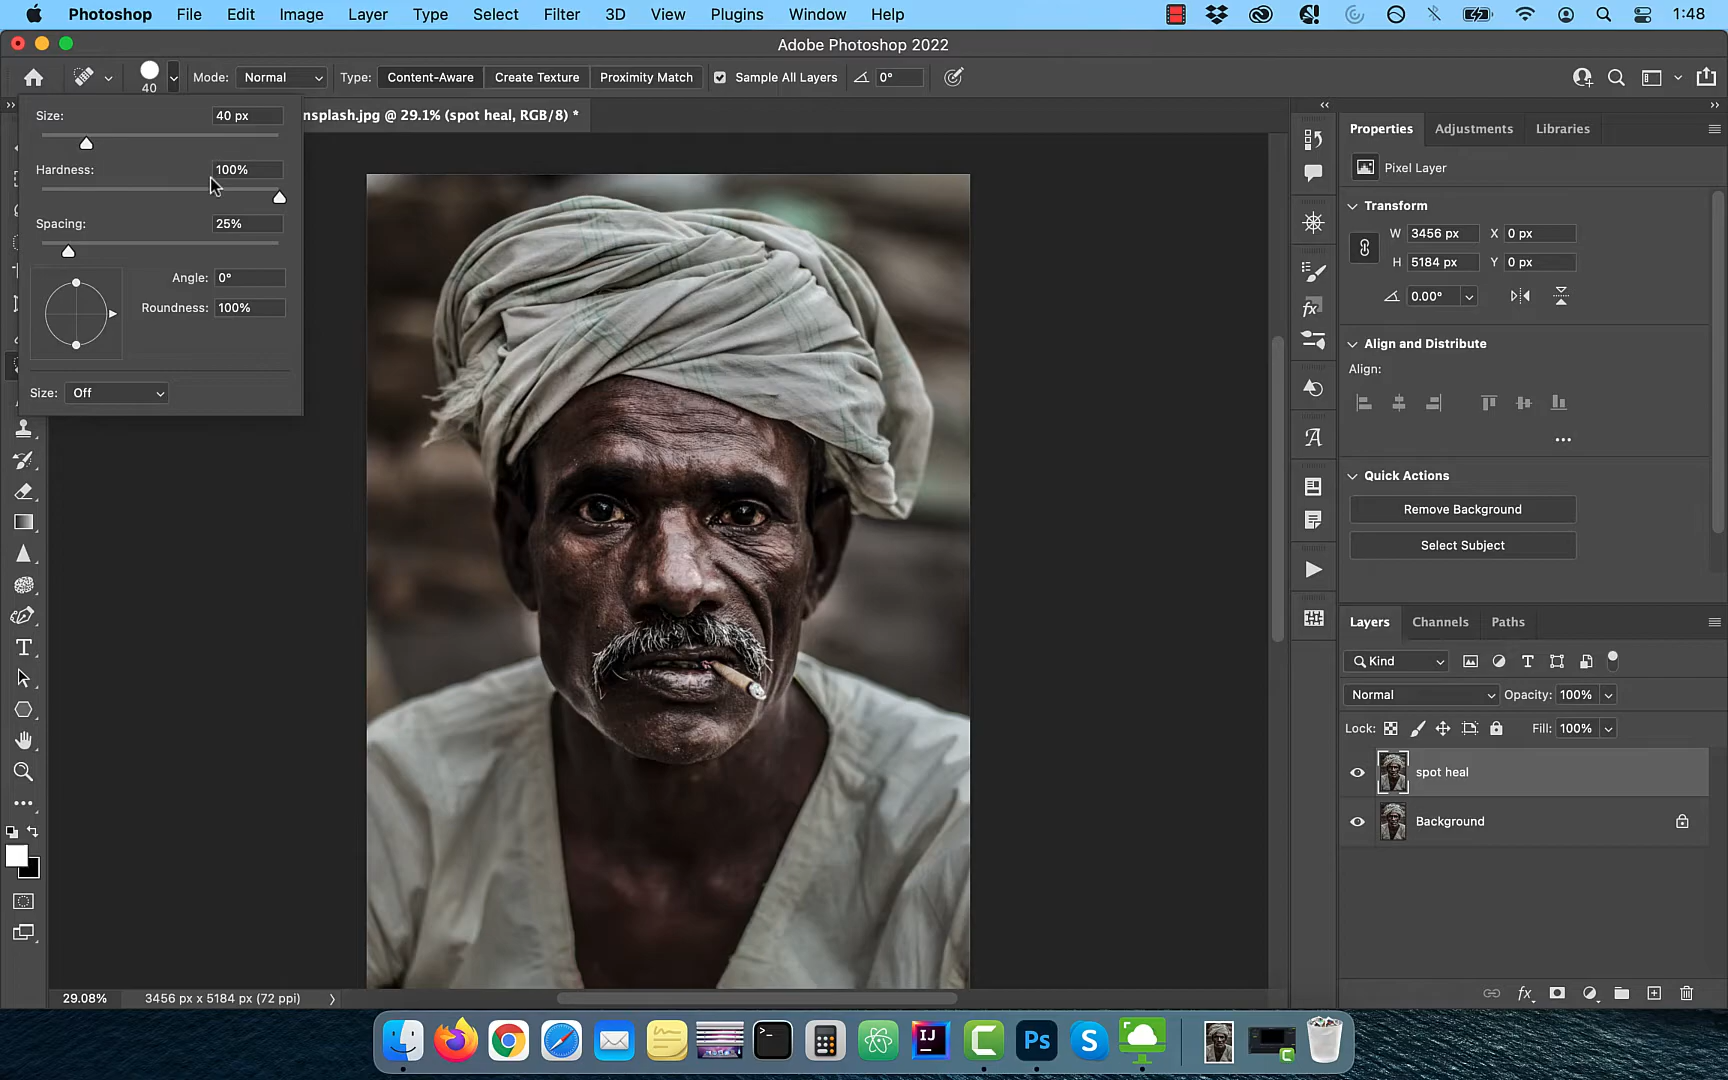 Photoshop File Edit Image Layer Type Select Filter 3D View Plugins Window Help 1:48
Adobe Photoshop 2022
40 Mode: Normal Type: Content-Aware Create Texture Proximity Match Sample All Layers 0°
Size: 40 px
nsplash.jpg @ 29.1% (spot heal, RGB/8) *
Hardness: 100%
Spacing: 25%
Angle: 0°
Roundness: 100%
Size: Off
Properties Adjustments Libraries
Pixel Layer
Transform
W 3456 px X 0 px
H 5184 px Y 0 px
0.00°
Align and Distribute
Align:
Quick Actions
Remove Background
Select Subject
Layers Channels Paths
Kind
Normal Opacity: 100%
Lock: Fill: 100%
spot heal
Background
29.08% 3456 px x 5184 px (72 ppi)
IJ C Ps S